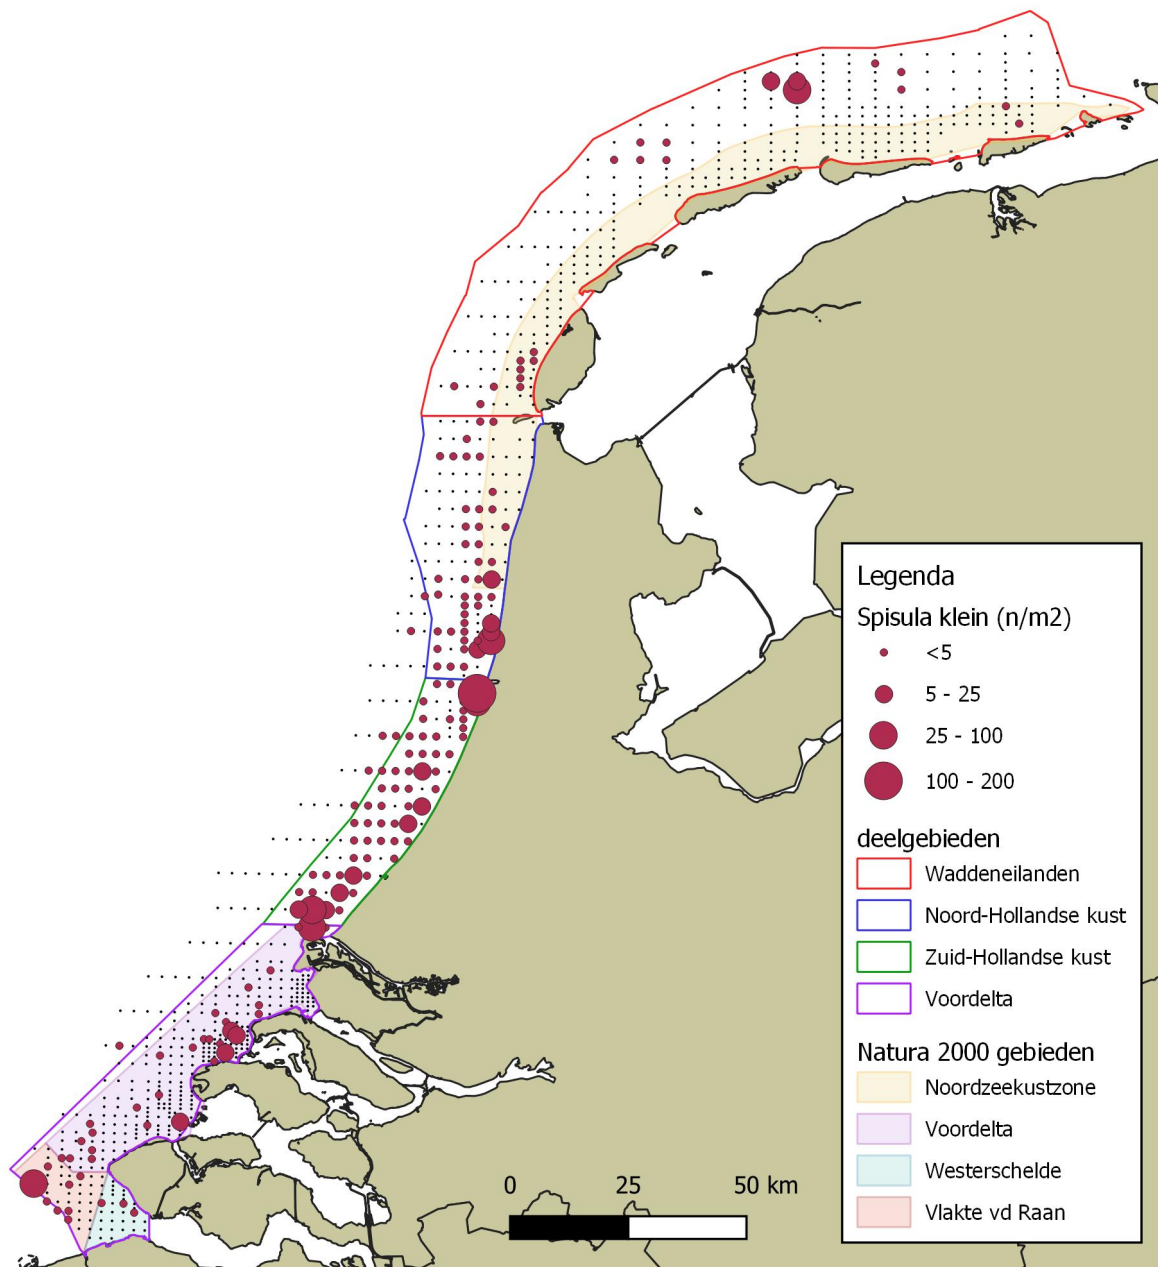 Legenda
Spisula klein (n/m2)
<5
5 - 25
25 - 100
100 - 200
deelgebieden
Waddeneilanden
Noord-Hollandse kust
Zuid-Hollandse kust
Voordelta
Natura 2000 gebieden
Noordzeekustzone
Voordelta
Westerschelde
Vlakte vd Raan
0 25 50 km